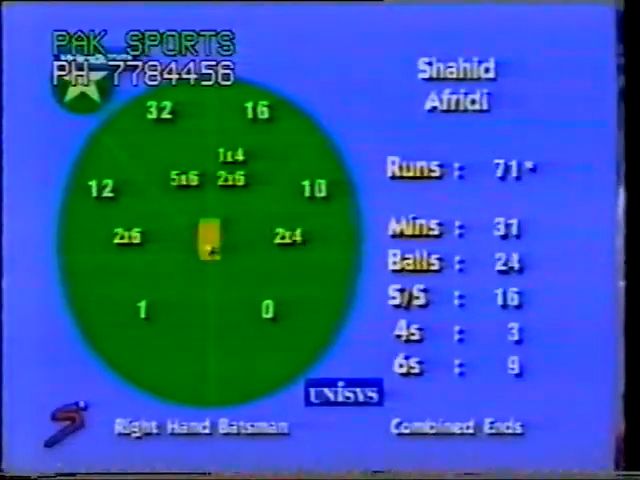 PAK SPORTS
PH 7784456
Shahid
Afridi
32 16
1x4
5x6 2x6
12 10
2x6 2x4
1 0
Runs : 71*
Mins : 31
Balls : 24
S/S : 16
4s : 3
6s : 9
UNISYS
Right Hand Batsman
Combined Ends